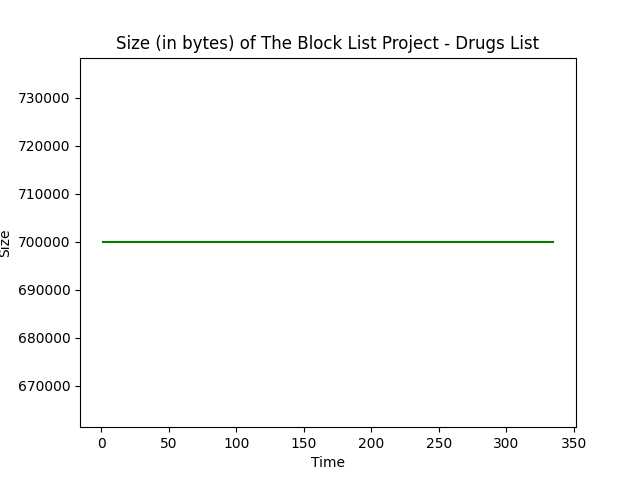 Size (in bytes) of The Block List Project - Drugs List
730000
720000
710000
700000
690000
680000
670000
Size
0 50 100 150 200 250 300 350
Time